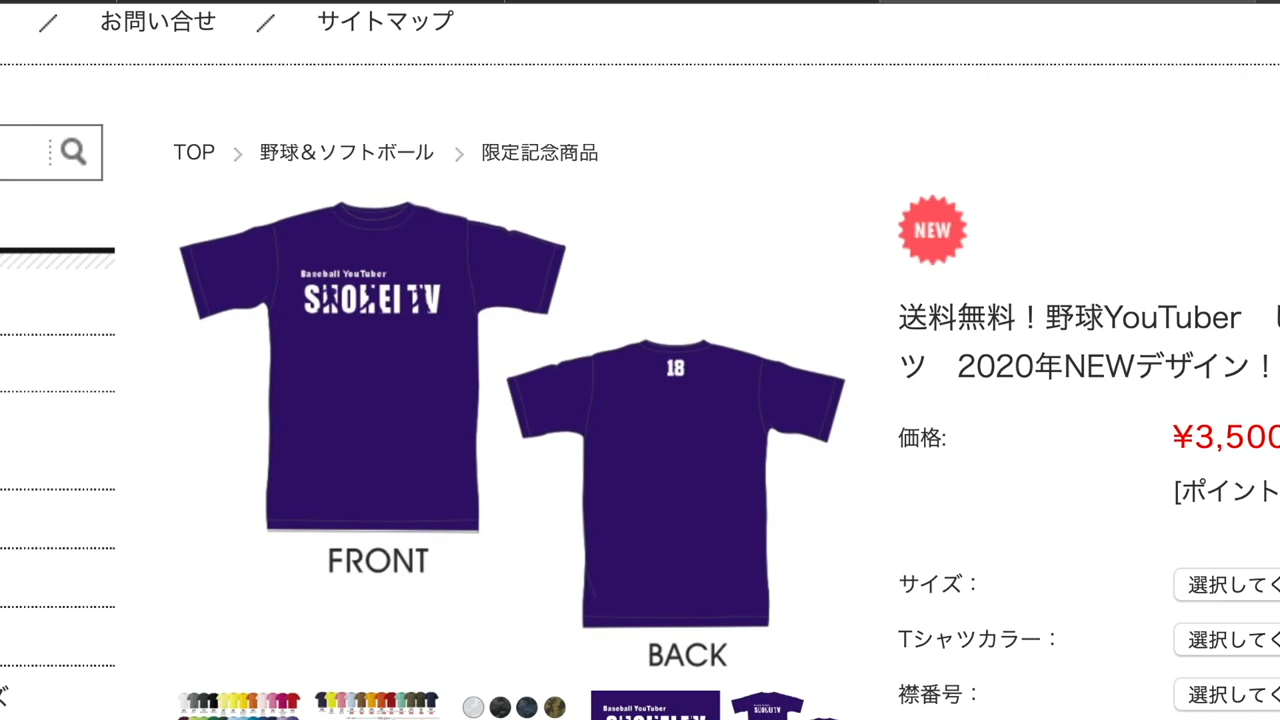 お問い合せ ／ サイトマップ
TOP > 野球＆ソフトボール > 限定記念商品
NEW
Baseball YouTuber
SHOHEI TV
FRONT
18
BACK
送料無料！野球YouTuber
ツ 2020年NEWデザイン！
価格:
¥3,500
[ポイント
サイズ：
選択してく
Tシャツカラー：
選択してく
襟番号：
選択してく
ズ
Baseball YouTuber